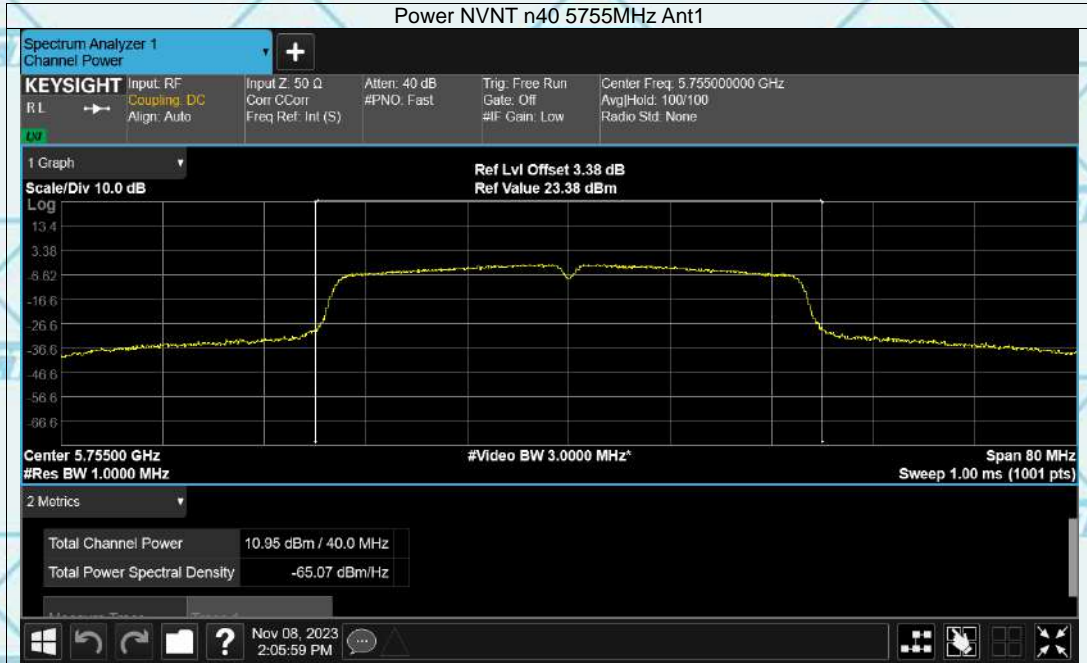 Power NVNT n40 5755MHz Ant1
Spectrum Analyzer 1
Channel Power
+
KEYSIGHT
R L
LXI
Input: RF
Coupling: DC
Align: Auto
Input Z: 50 Ω
Corr CCorr
Freq Ref: Int (S)
Atten: 40 dB
#PNO: Fast
Trig: Free Run
Gate: Off
#IF Gain: Low
Center Freq: 5.755000000 GHz
Avg|Hold: 100/100
Radio Std: None
1 Graph
Ref Lvl Offset 3.38 dB
Scale/Div 10.0 dB
Ref Value 23.38 dBm
Log
13.4
3.38
-6.62
-16.6
-26.6
-36.6
-46.6
-56.6
-66.6
Center 5.75500 GHz
#Video BW 3.0000 MHz*
Span 80 MHz
#Res BW 1.0000 MHz
Sweep 1.00 ms (1001 pts)
2 Metrics
Total Channel Power 10.95 dBm / 40.0 MHz
Total Power Spectral Density -65.07 dBm/Hz
?
Nov 08, 2023
2:05:59 PM